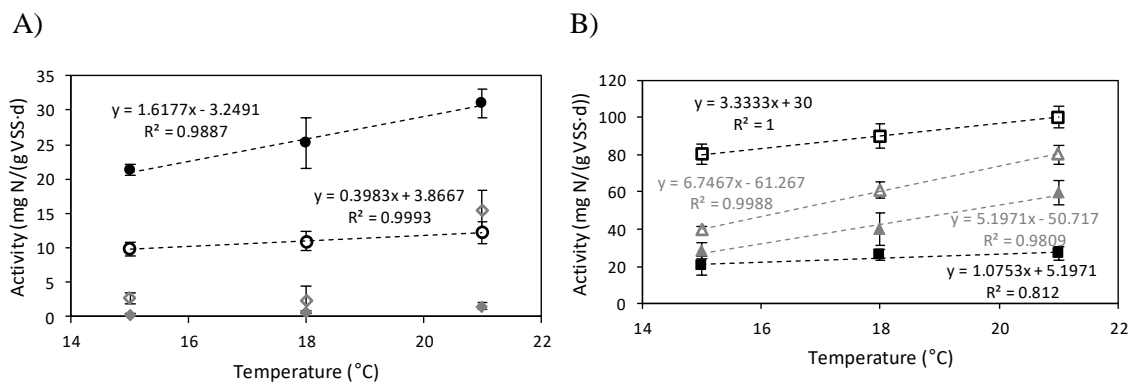 A)
B)
35
30
25
20
15
10
5
0
14
16
18
20
22
Activity (mg N/(g VSS·d)
Temperature (°C)
y = 1.6177x - 3.2491
R² = 0.9887
y = 0.3983x + 3.8667
R² = 0.9993
120
100
80
60
40
20
0
14
16
18
20
22
Activity (mg N/(g VSS·d))
Temperature (°C)
y = 3.3333x + 30
R² = 1
y = 6.7467x - 61.267
R² = 0.9988
y = 5.1971x - 50.717
R² = 0.9809
y = 1.0753x + 5.1971
R² = 0.812